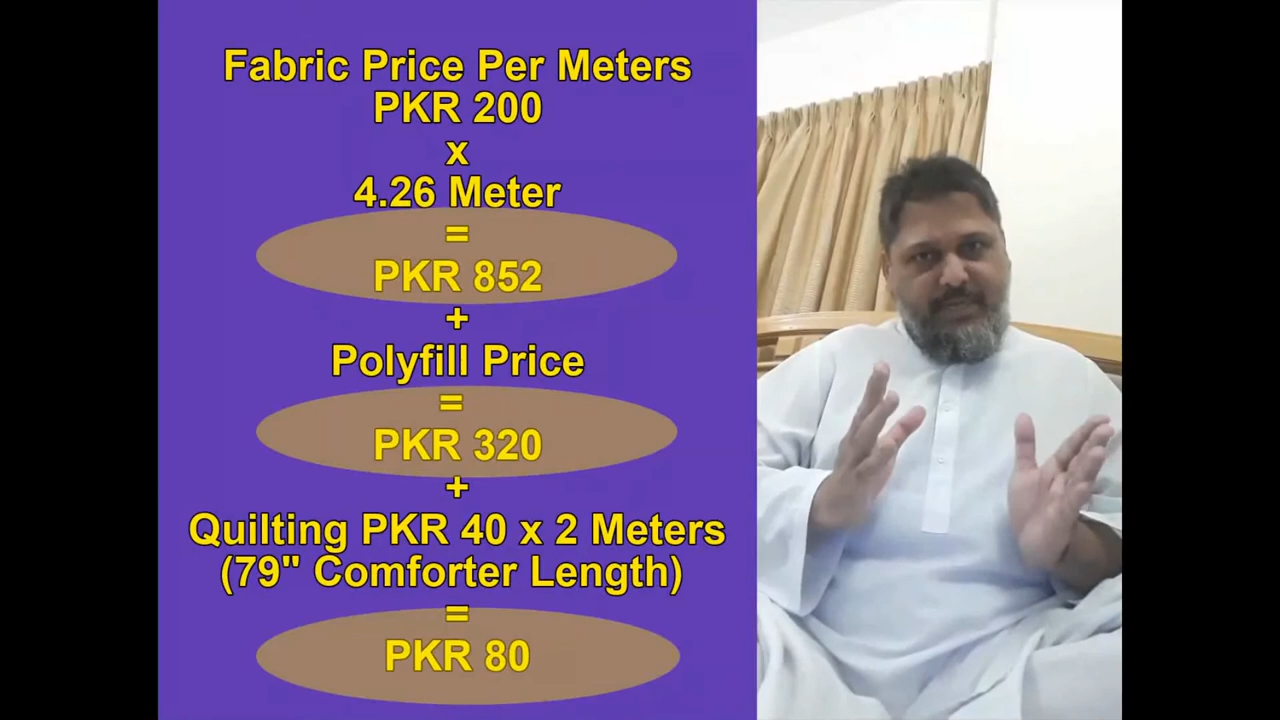 Fabric Price Per Meters
PKR 200
x
4.26 Meter
=
PKR 852
+
Polyfill Price
=
PKR 320
+
Quilting PKR 40 x 2 Meters
(79" Comforter Length)
=
PKR 80